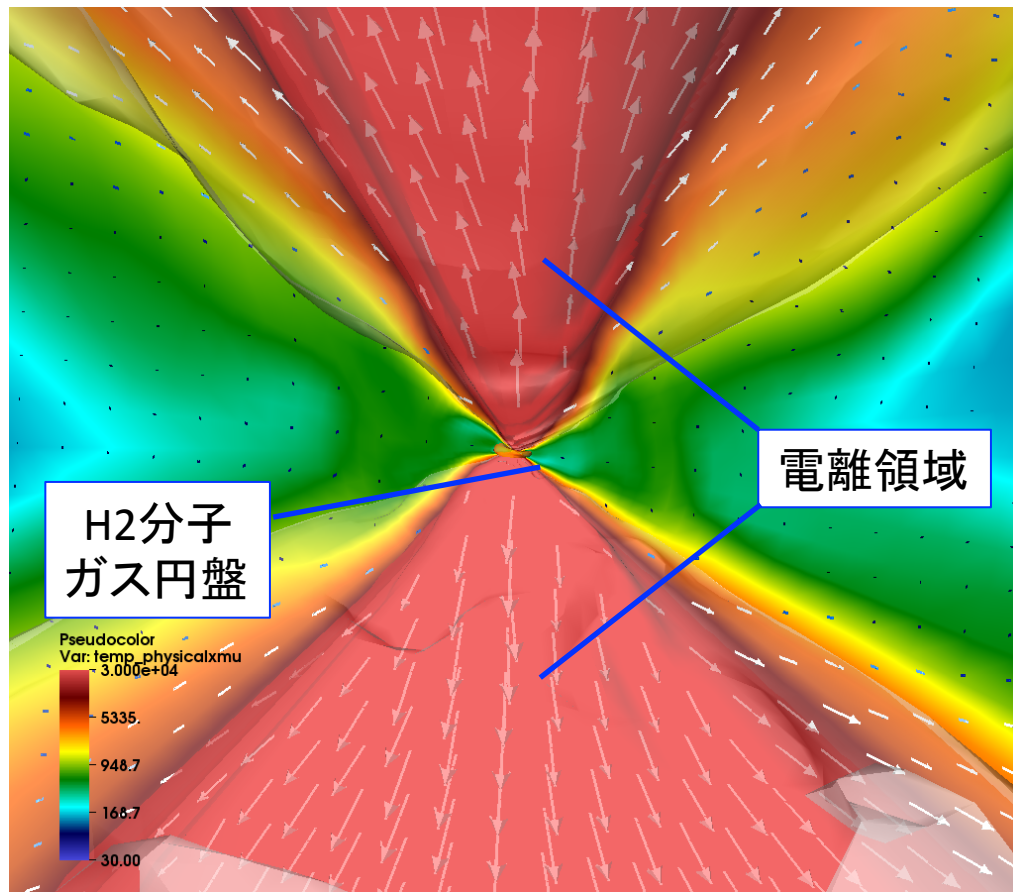 電離領域
H2分子
ガス円盤
Pseudocolor
Var: temp_physicalxmu
3.000e+04
5335.
948.7
168.7
30.00